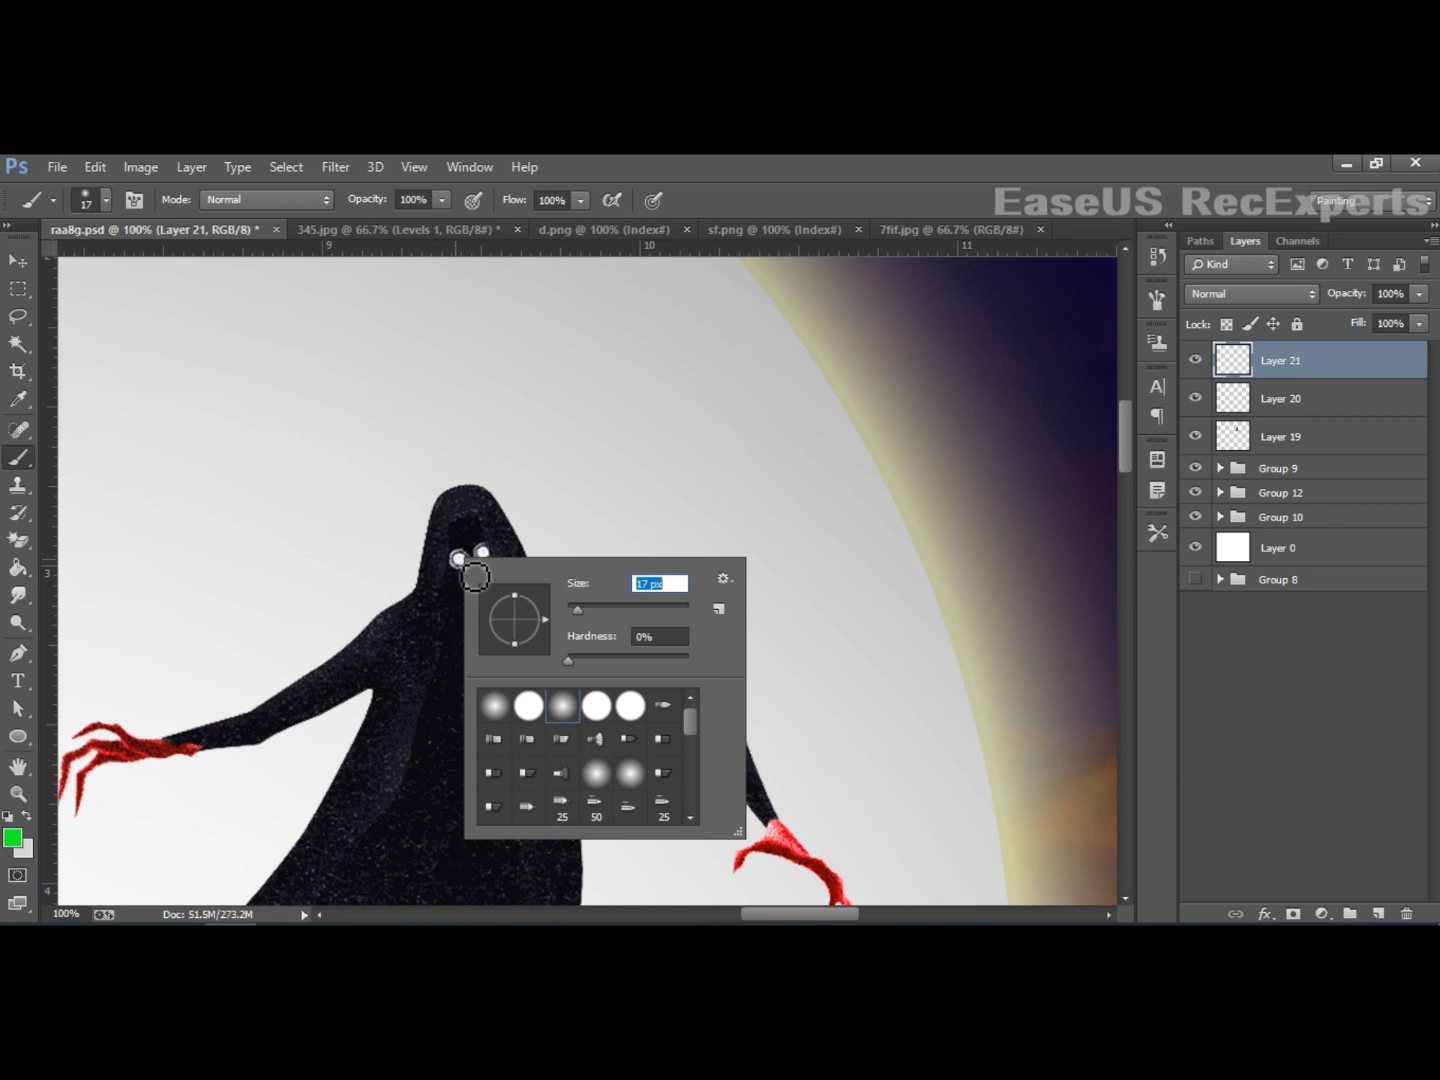 Ps File Edit Image Layer Type Select Filter 3D View Window Help
17 Mode: Normal Opacity: 100% Flow: 100% Painting
EaseUS RecExperts
raa8g.psd @ 100% (Layer 21, RGB/8) * 345.jpg @ 66.7% (Levels 1, RGB/8#) * d.png @ 100% (Index#) sf.png @ 100% (Index#) 7fif.jpg @ 66.7% (RGB/8#)
Paths Layers Channels
9 10 11
Kind
Normal Opacity: 100%
Lock: Fill: 100%
Layer 21
Layer 20
Layer 19
Group 9
Group 12
Group 10
Layer 0
Group 8
3
Size: 17 px
Hardness: 0%
25 50 25
4
100% Doc: 51.5M/273.2M
fx